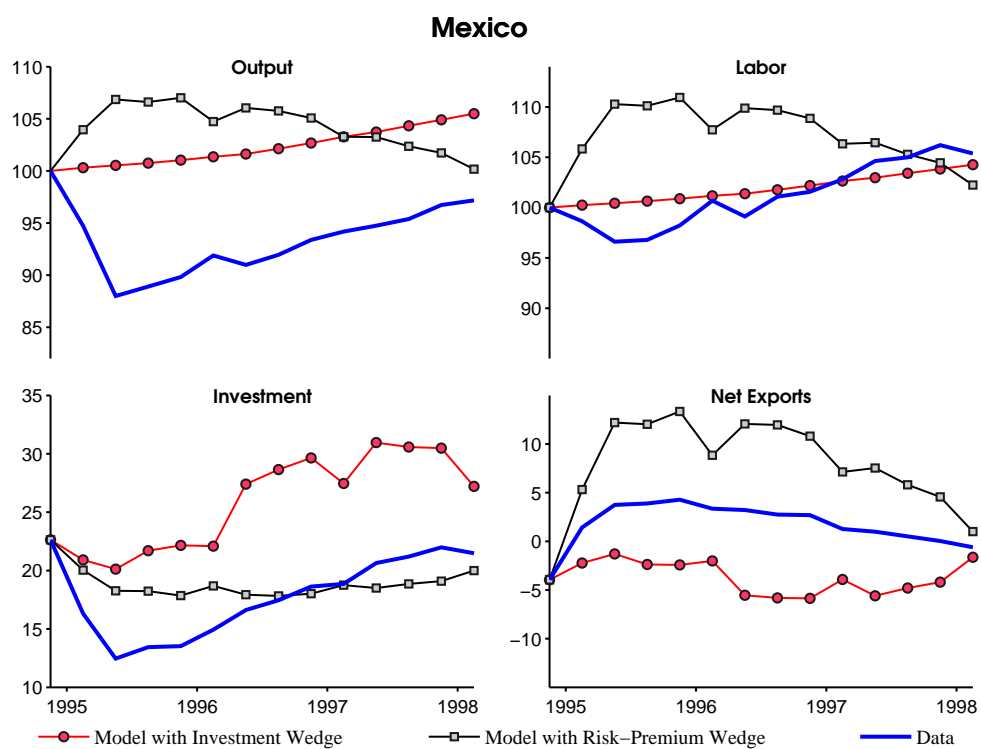 Mexico
Output
110
105
100
95
90
85
Labor
110
105
100
95
90
Investment
35
30
25
20
15
10
1995 1996 1997 1998
Net Exports
10
5
0
−5
−10
1995 1996 1997 1998
Model with Investment Wedge Model with Risk−Premium Wedge Data